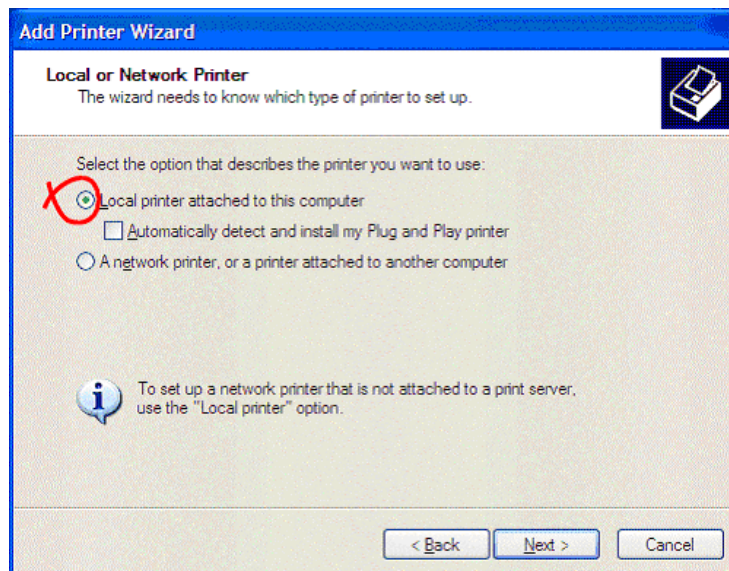 Add Printer Wizard
Local or Network Printer
The wizard needs to know which type of printer to set up.
Select the option that describes the printer you want to use:
Local printer attached to this computer
Automatically detect and install my Plug and Play printer
A network printer, or a printer attached to another computer
To set up a network printer that is not attached to a print server,
use the "Local printer" option.
< Back
Next >
Cancel